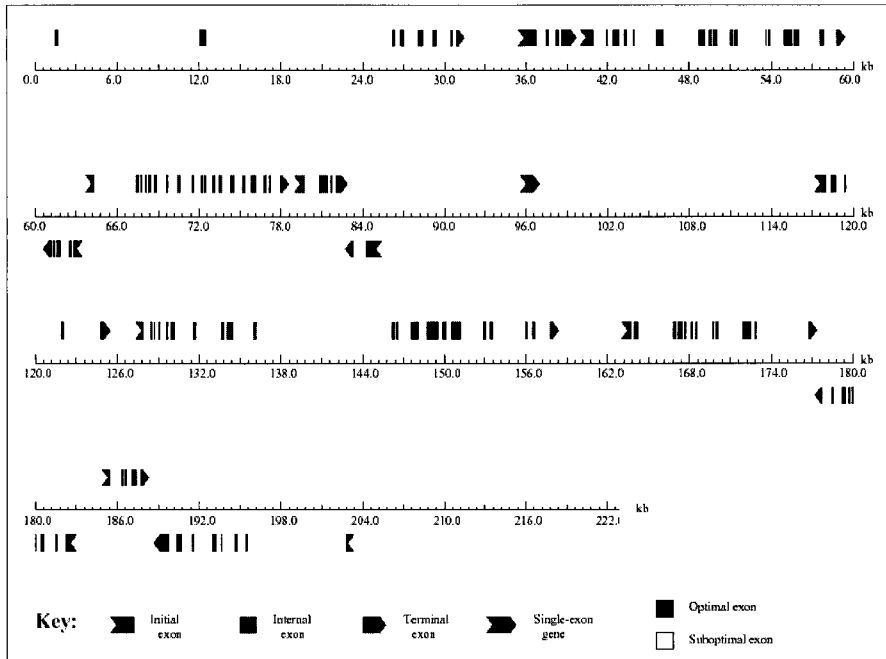 0.0 6.0 12.0 18.0 24.0 30.0 36.0 42.0 48.0 54.0 60.0 kb
60.0 66.0 72.0 78.0 84.0 90.0 96.0 102.0 108.0 114.0 120.0 kb
120.0 126.0 132.0 138.0 144.0 150.0 156.0 162.0 168.0 174.0 180.0 kb
180.0 186.0 192.0 198.0 204.0 210.0 216.0 222.0 kb
Key: Initial exon Internal exon Terminal exon Single-exon gene
Optimal exon
Suboptimal exon